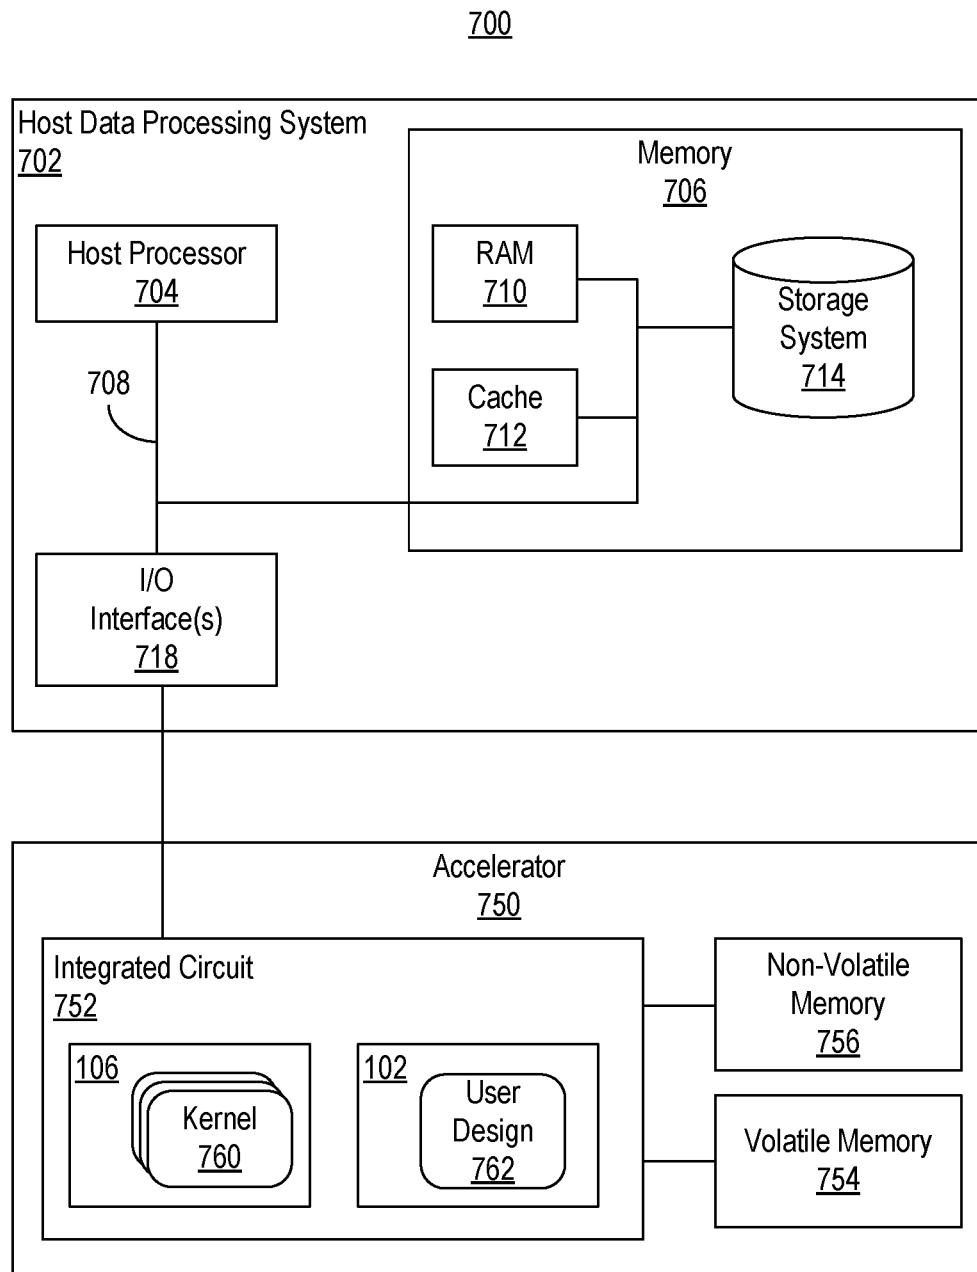 700
Host Data Processing System
702
Memory
706
Host Processor
704
RAM
710
Storage
System
714
708
Cache
712
I/O
Interface(s)
718
Accelerator
750
Integrated Circuit
752
Non-Volatile
Memory
756
106
Kernel
760
102
User
Design
762
Volatile Memory
754